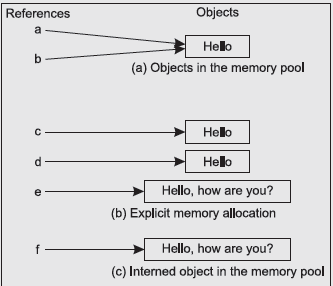 References Objects
a
Hello
b
(a) Objects in the memory pool
c Hello
d Hello
e Hello, how are you?
(b) Explicit memory allocation
f Hello, how are you?
(c) Interned object in the memory pool